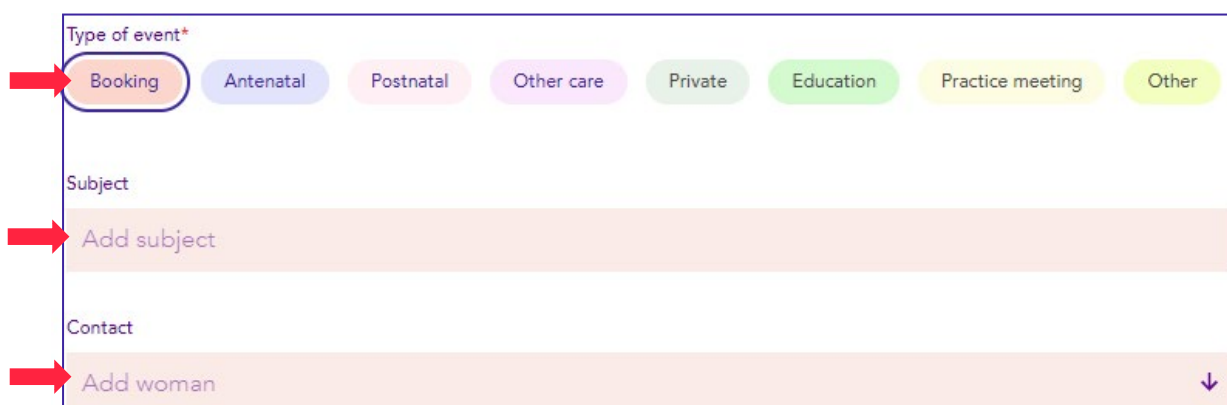 Type of event*
Booking Antenatal Postnatal Other care Private Education Practice meeting Other
Subject
Add subject
Contact
Add woman